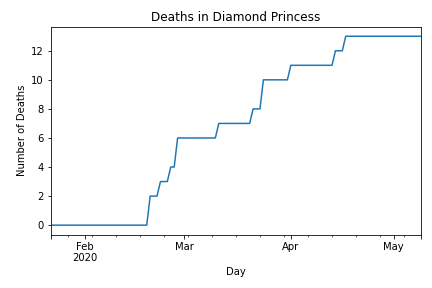 Deaths in Diamond Princess
Number of Deaths
12
10
8
6
4
2
0
Feb
2020
Mar
Apr
May
Day